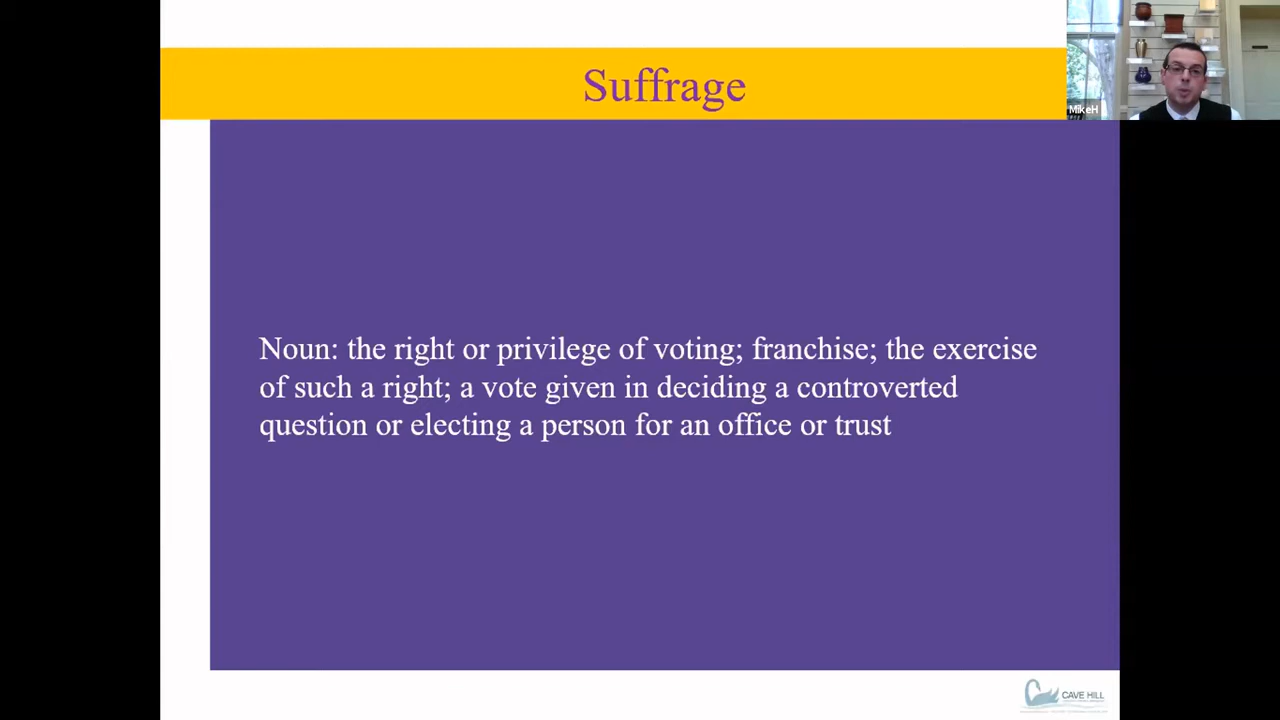 Suffrage
MikeH
Noun: the right or privilege of voting; franchise; the exercise
of such a right; a vote given in deciding a controverted
question or electing a person for an office or trust
CAVE HILL